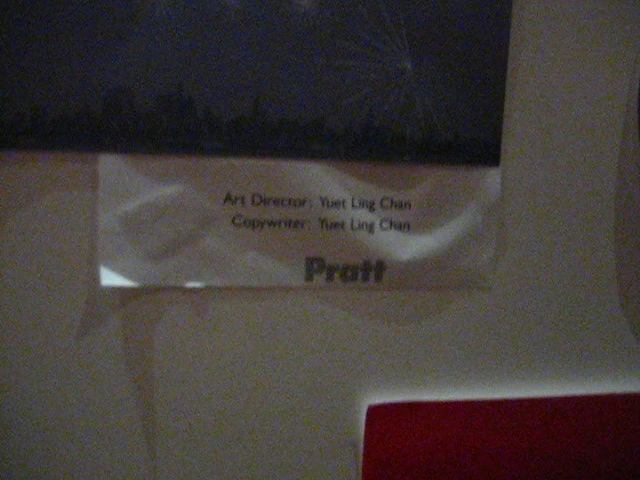 Art Director: Yuet Ling Chan
Copywriter: Yuet Ling Chan
Pratt